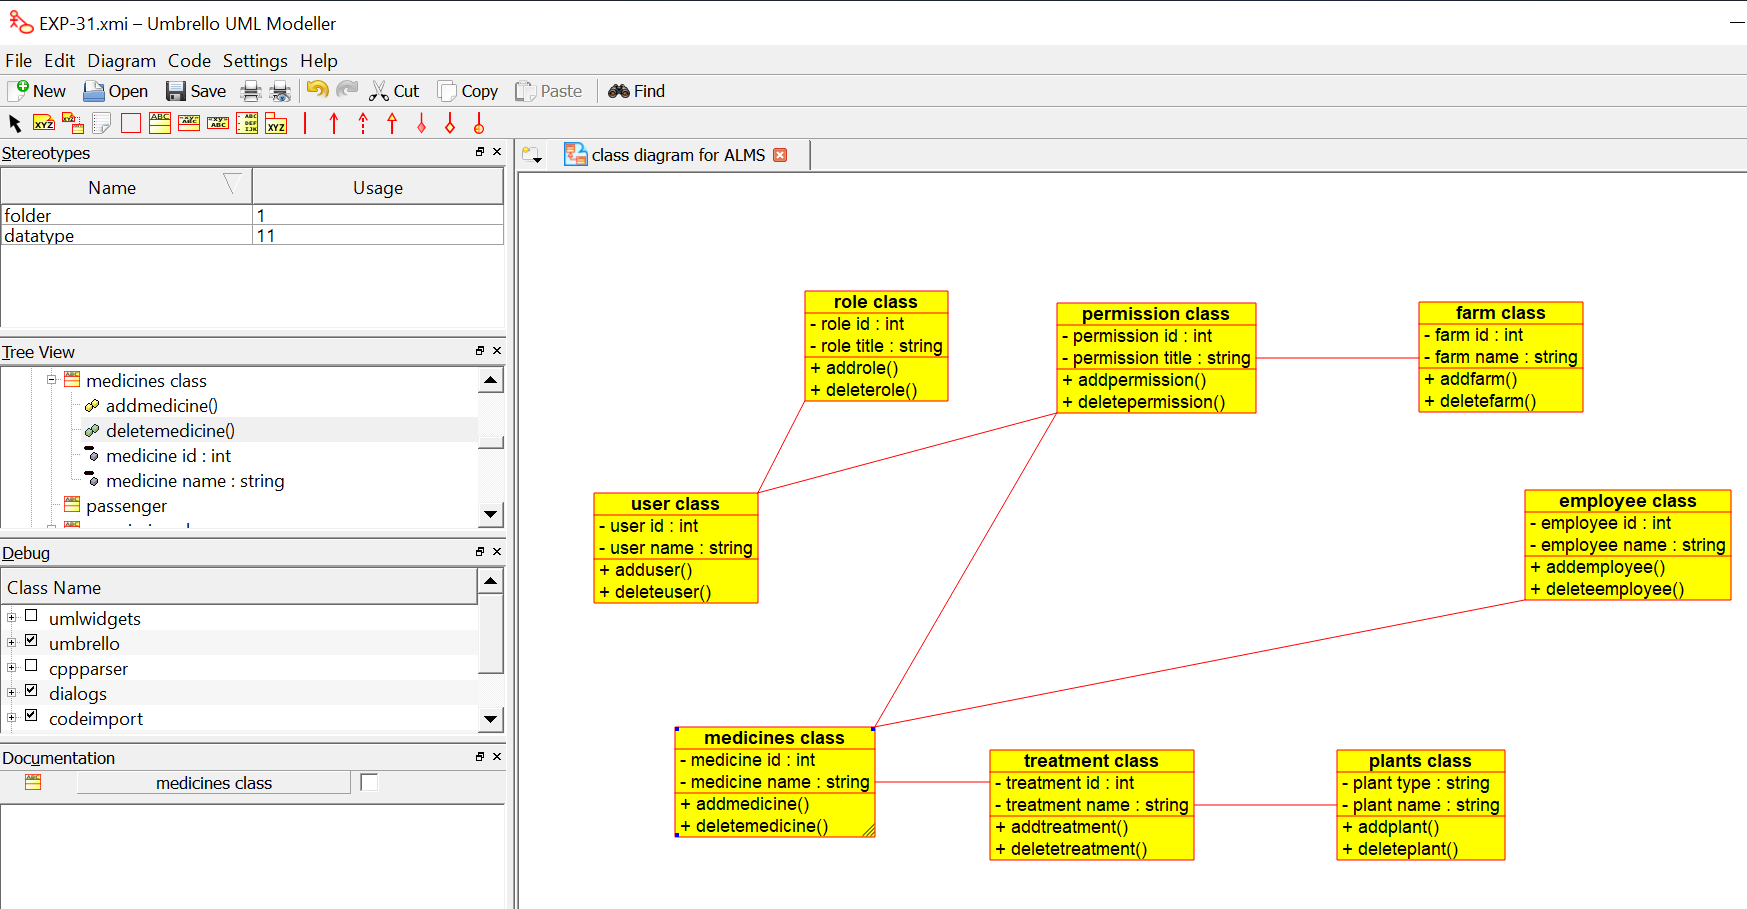 EXP-31.xmi – Umbrello UML Modeller
File Edit Diagram Code Settings Help
New Open Save Cut Copy Paste Find
Stereotypes
Name Usage
folder 1
datatype 11
Tree View
medicines class
addmedicine()
deletemedicine()
medicine id : int
medicine name : string
passenger
Debug
Class Name
umlwidgets
umbrello
cppparser
dialogs
codeimport
Documentation
medicines class
class diagram for ALMS
role class
- role id : int
- role title : string
+ addrole()
+ deleterole()
permission class
- permission id : int
- permission title : string
+ addpermission()
+ deletepermission()
farm class
- farm id : int
- farm name : string
+ addfarm()
+ deletefarm()
user class
- user id : int
- user name : string
+ adduser()
+ deleteuser()
employee class
- employee id : int
- employee name : string
+ addemployee()
+ deleteemployee()
medicines class
- medicine id : int
- medicine name : string
+ addmedicine()
+ deletemedicine()
treatment class
- treatment id : int
- treatment name : string
+ addtreatment()
+ deletetreatment()
plants class
- plant type : string
- plant name : string
+ addplant()
+ deleteplant()